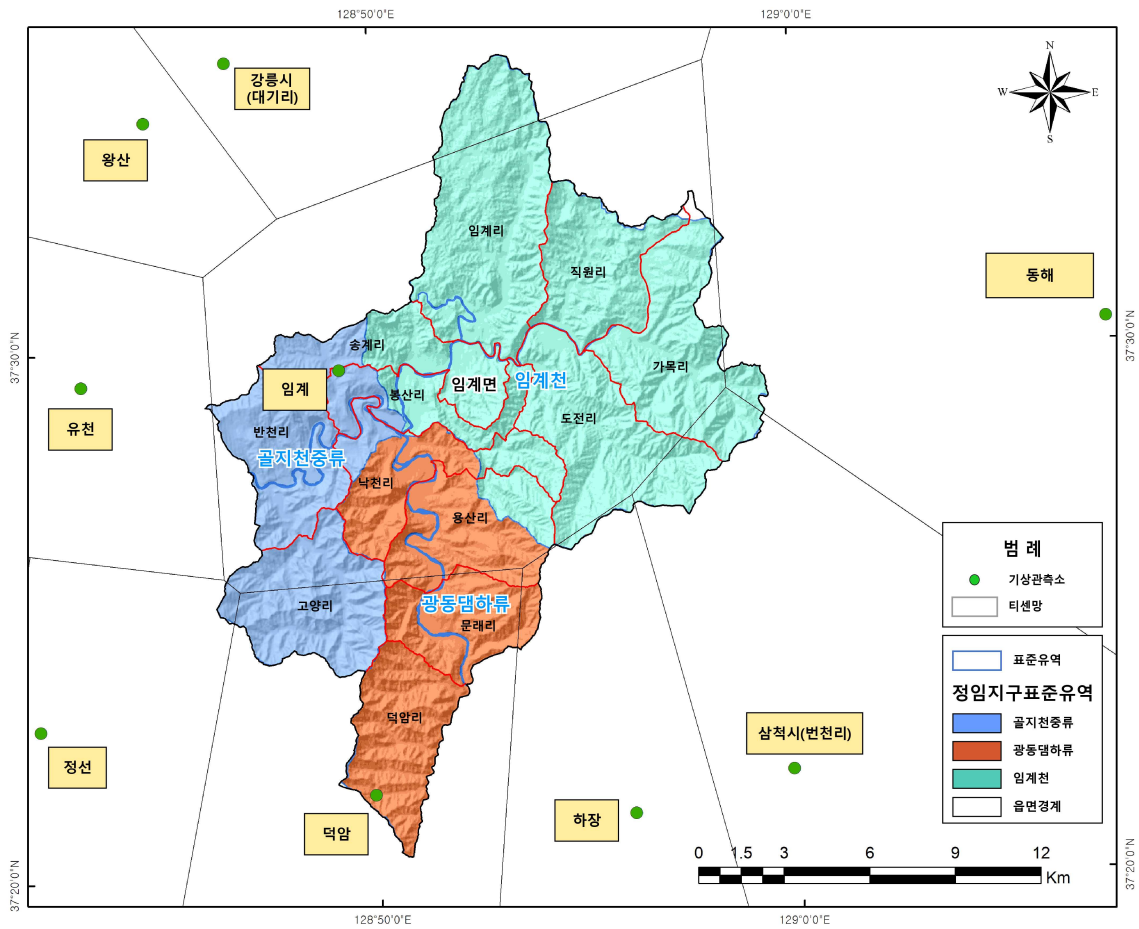 128°50'0"E
129°0'0"E
강릉시
(대기리)
왕산
N
W
E
S
임계리
직원리
동해
37°30'0"N
37°30'0"N
송계리
가목리
임계
봉산리
임계면
임계천
유천
반천리
도전리
골지천중류
낙천리
용산리
범 례
기상관측소
티센망
고양리
광동댐하류
문래리
표준유역
정임지구표준유역
골지천중류
광동댐하류
임계천
읍면경계
덕암리
삼척시(번천리)
정선
덕암
하장
0 1.5 3 6 9 12
Km
37°20'0"N
37°20'0"N
128°50'0"E
129°0'0"E